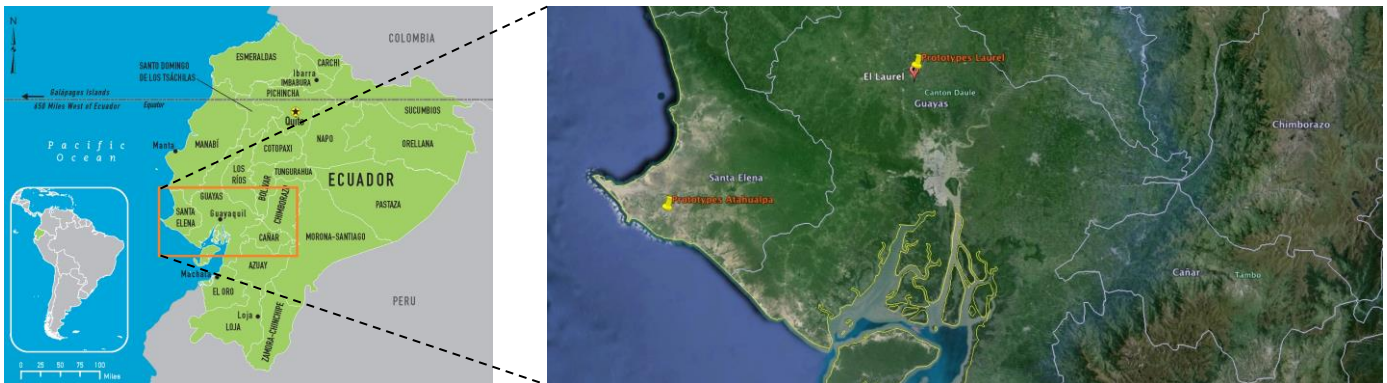 N
COLOMBIA
ESMERALDAS
CARCHI
SANTO DOMINGO
DE LOS TSÁCHILAS
Ibarra
IMBABURA
PICHINCHA
Galápagos Islands
650 Miles West of Ecuador
Equator
Quito
SUCUMBIOS
Pacific
Ocean
Manta
MANABÍ
COTOPAXI
NAPO
ORELLANA
LOS
RÍOS
BOLIVAR
TUNGURAHUA
ECUADOR
CHIMBORAZA
GUAYAS
PASTAZA
SANTA
ELENA
Guayaquil
CAÑAR
MORONA-SANTIAGO
AZUAY
Machala
EL ORO
PERU
Loja
LOJA
ZAMORA-CHINCHIPE
0 25 50 75 100
Miles
Prototypes Laurel
El Laurel
Canton Daule
Guayas
Chimborazo
Santa Elena
Prototypes Atahualpa
Cañar
Tambo